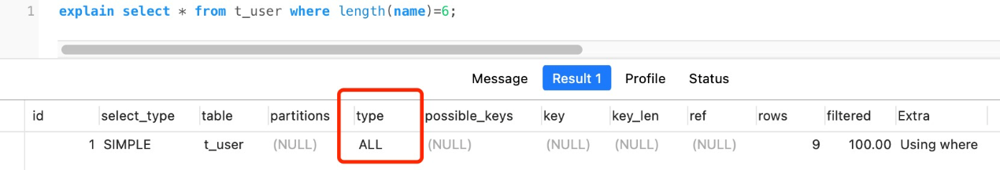 1 explain select * from t_user where length(name)=6;
Message Result 1 Profile Status
id select_type table partitions type possible_keys key key_len ref rows filtered Extra
1 SIMPLE t_user (NULL) ALL (NULL) (NULL) (NULL) (NULL) 9 100.00 Using where